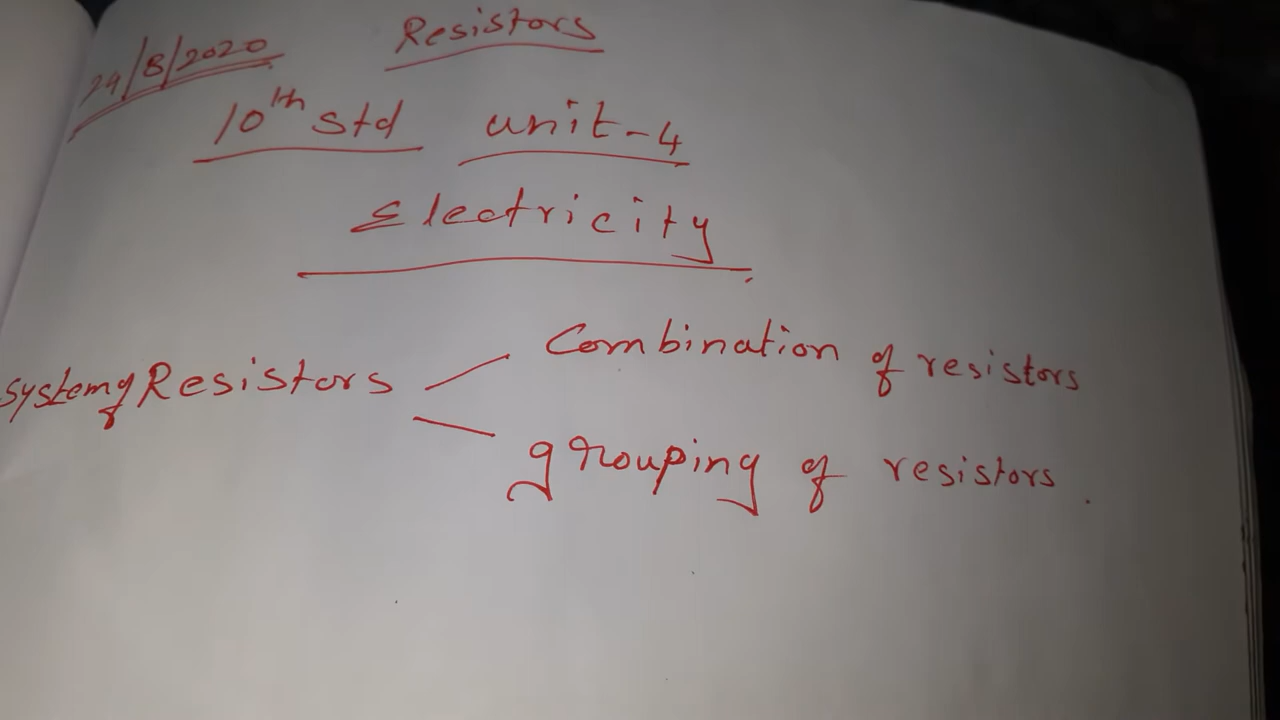 Resistors
24/8/2020
10th std unit-4
Electricity
Combination of resistors
system of Resistors
grouping of resistors.